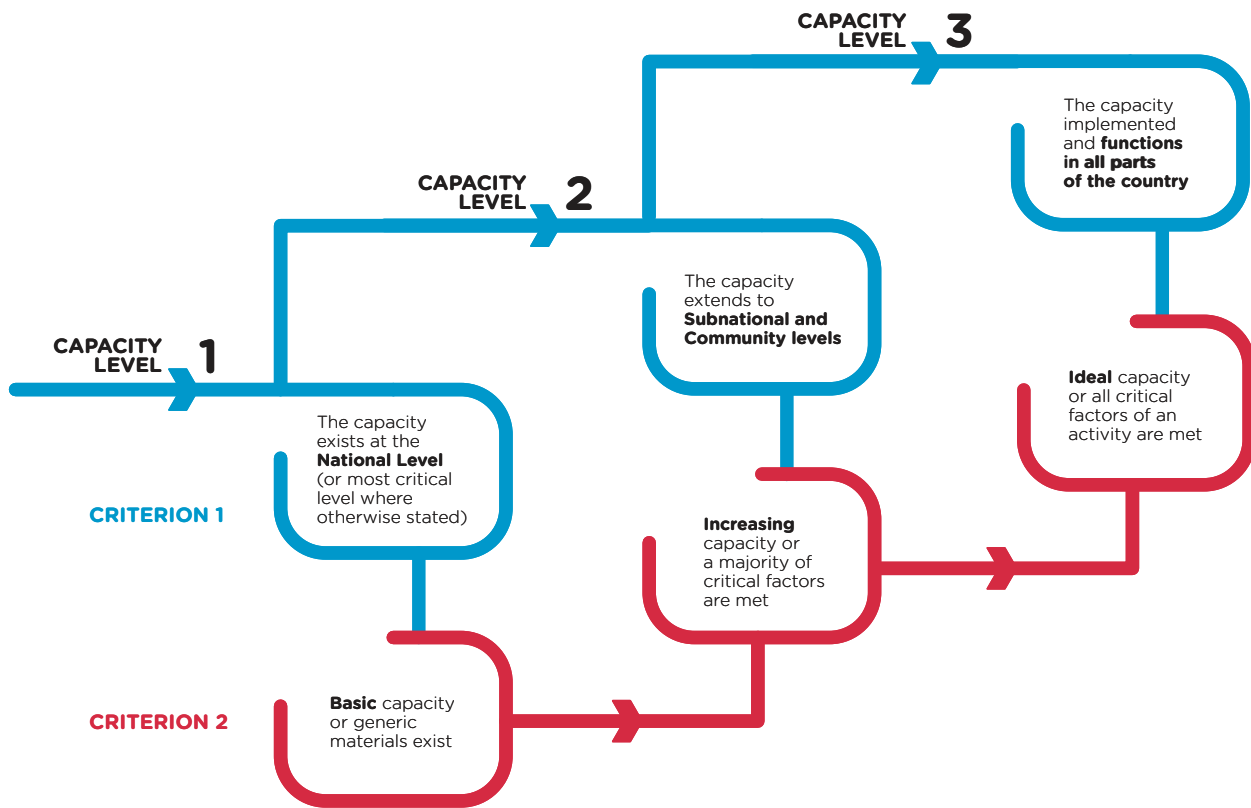 CAPACITY
LEVEL 3
The capacity
implemented
and functions
in all parts
of the country
CAPACITY
LEVEL 2
The capacity
extends to
Subnational and
Community levels
CAPACITY
LEVEL 1
The capacity
exists at the
National Level
(or most critical
level where
otherwise stated)
CRITERION 1
Ideal capacity
or all critical
factors of an
activity are met
Increasing
capacity or
a majority of
critical factors
are met
CRITERION 2
Basic capacity
or generic
materials exist